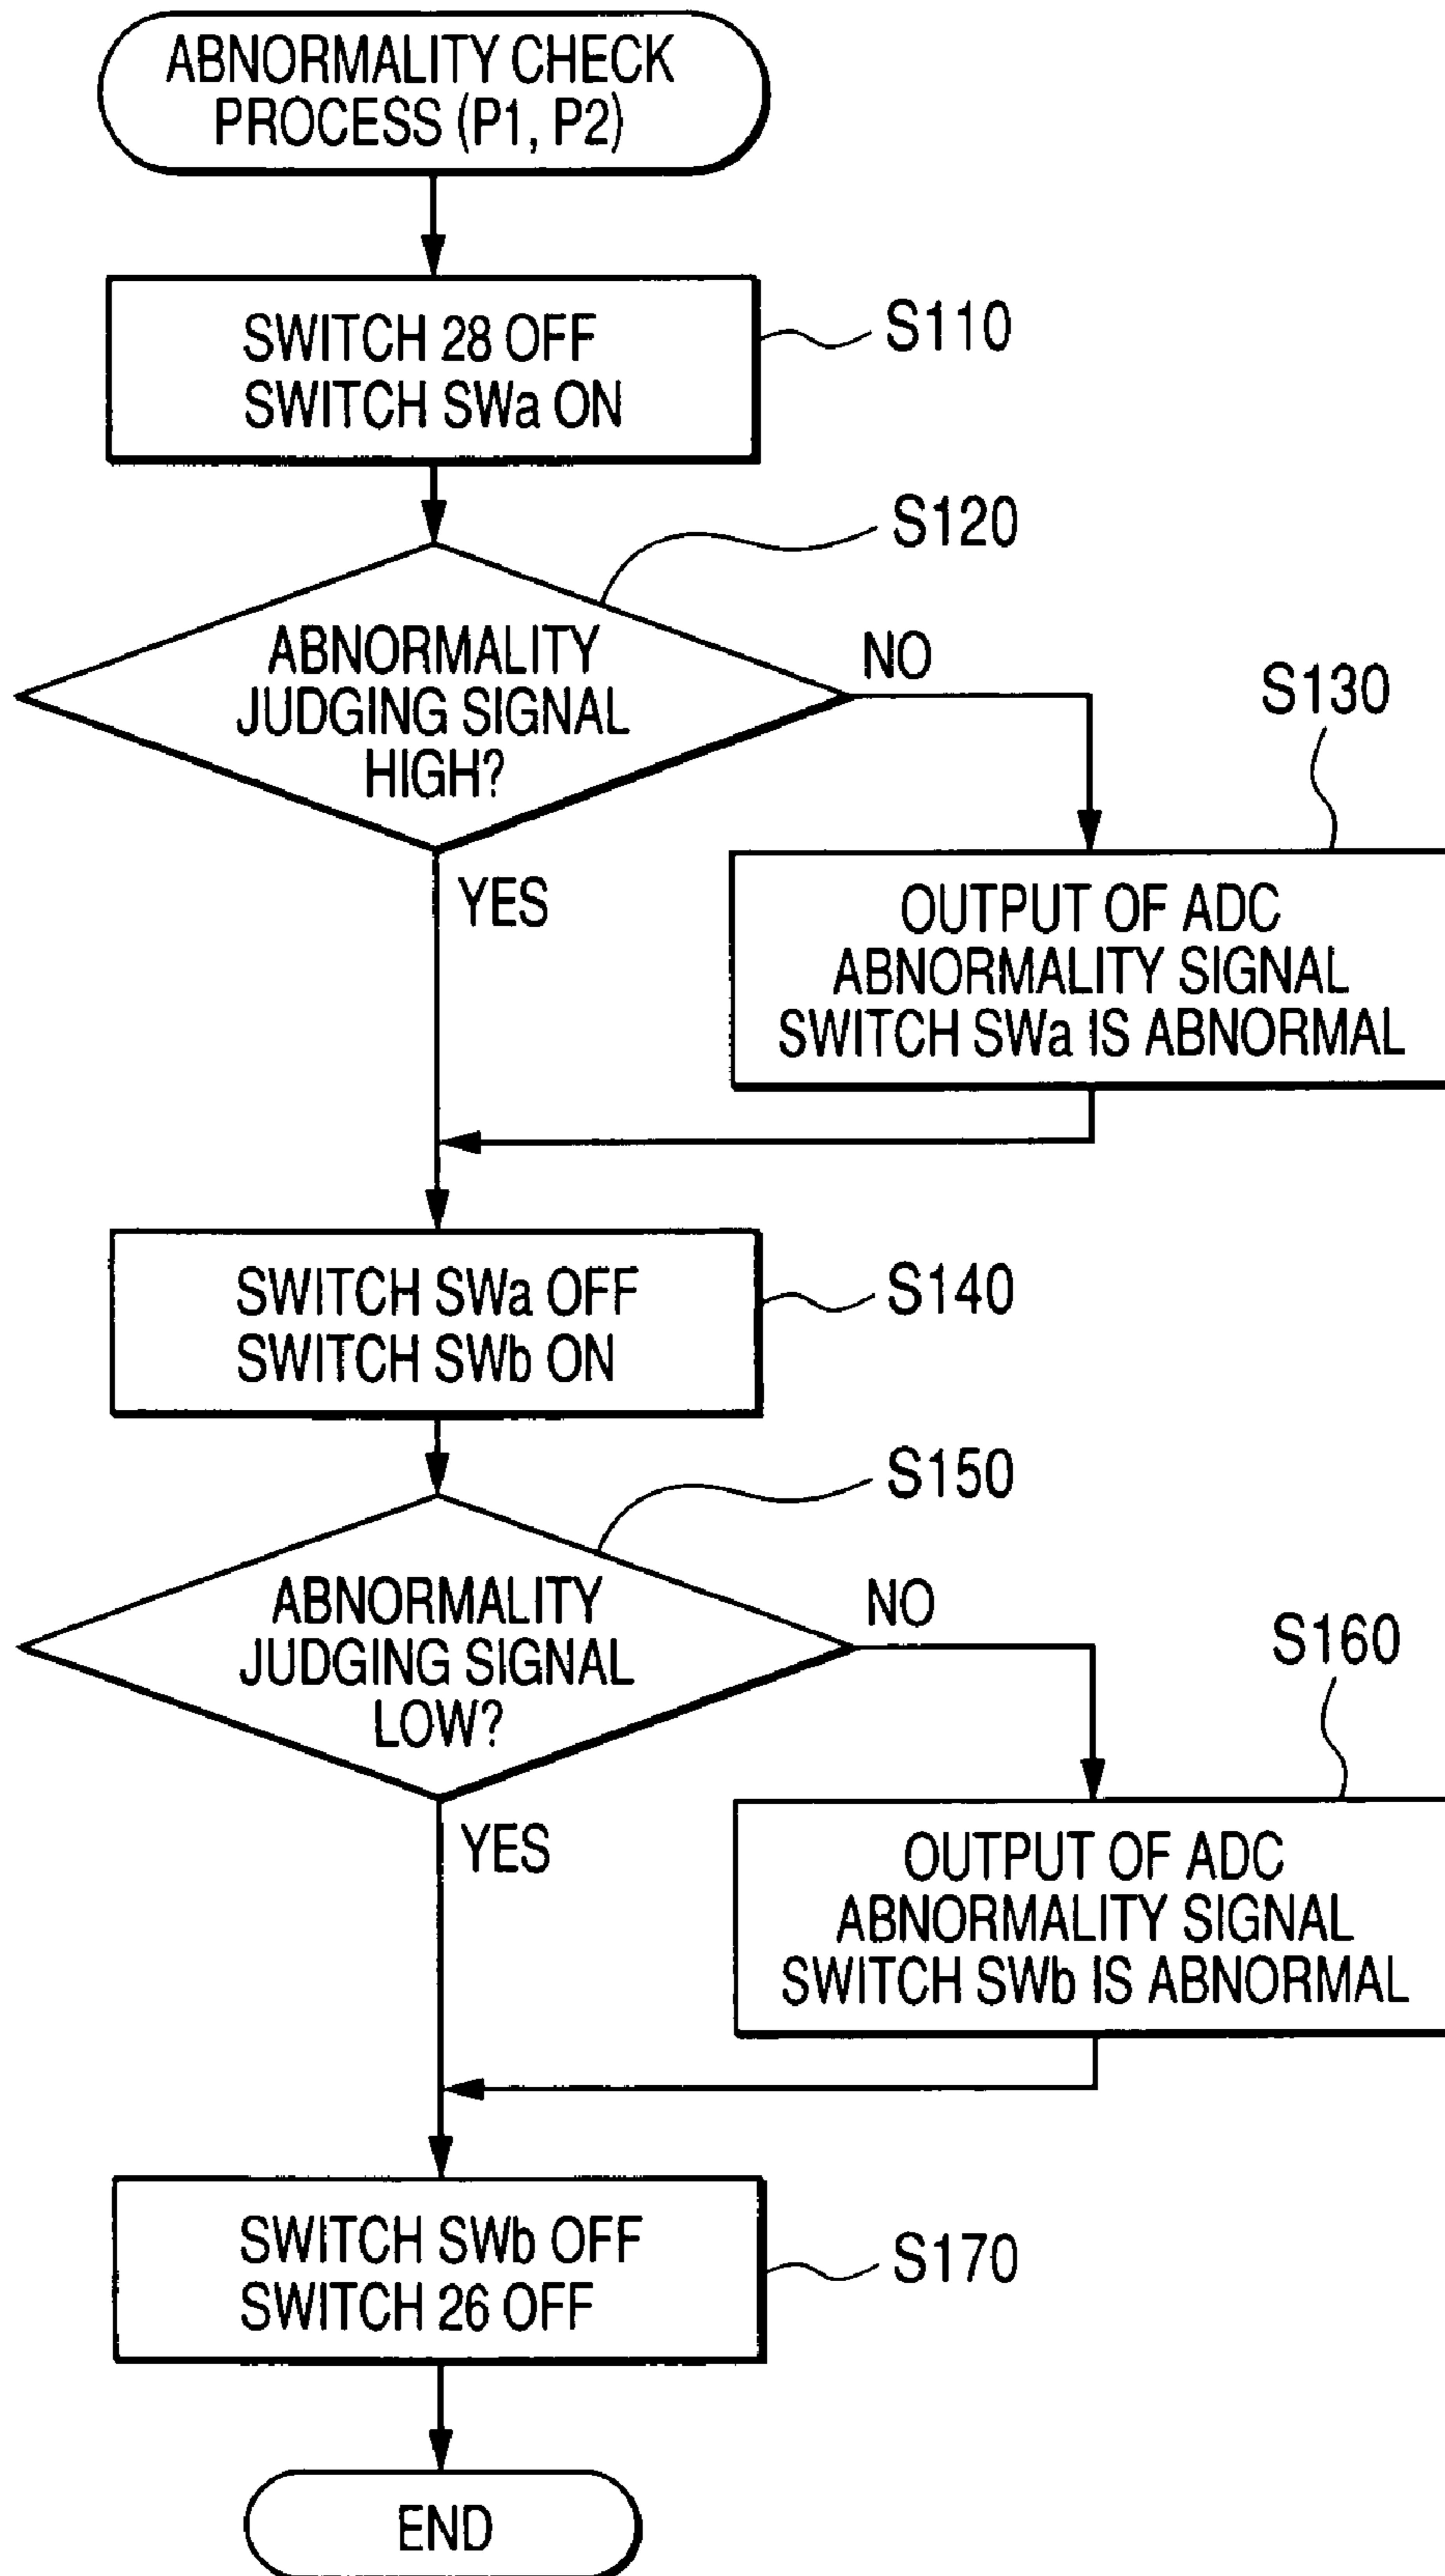 ABNORMALITY CHECK
PROCESS (P1, P2)
SWITCH 28 OFF
SWITCH SWa ON
S110
S120
ABNORMALITY
JUDGING SIGNAL
HIGH?
NO
YES
S130
OUTPUT OF ADC
ABNORMALITY SIGNAL
SWITCH SWa IS ABNORMAL
SWITCH SWa OFF
SWITCH SWb ON
S140
S150
ABNORMALITY
JUDGING SIGNAL
LOW?
NO
YES
S160
OUTPUT OF ADC
ABNORMALITY SIGNAL
SWITCH SWb IS ABNORMAL
SWITCH SWb OFF
SWITCH 26 OFF
S170
END